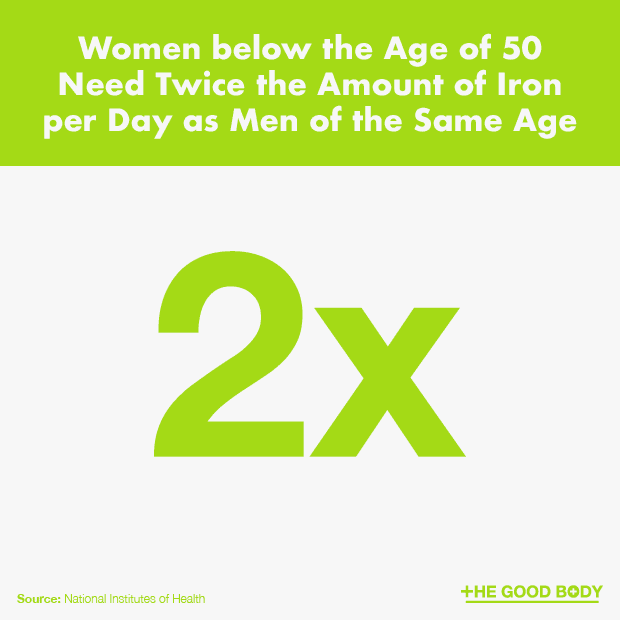 Women below the Age of 50
Need Twice the Amount of Iron
per Day as Men of the Same Age
2x
Source: National Institutes of Health
THE GOOD BODY